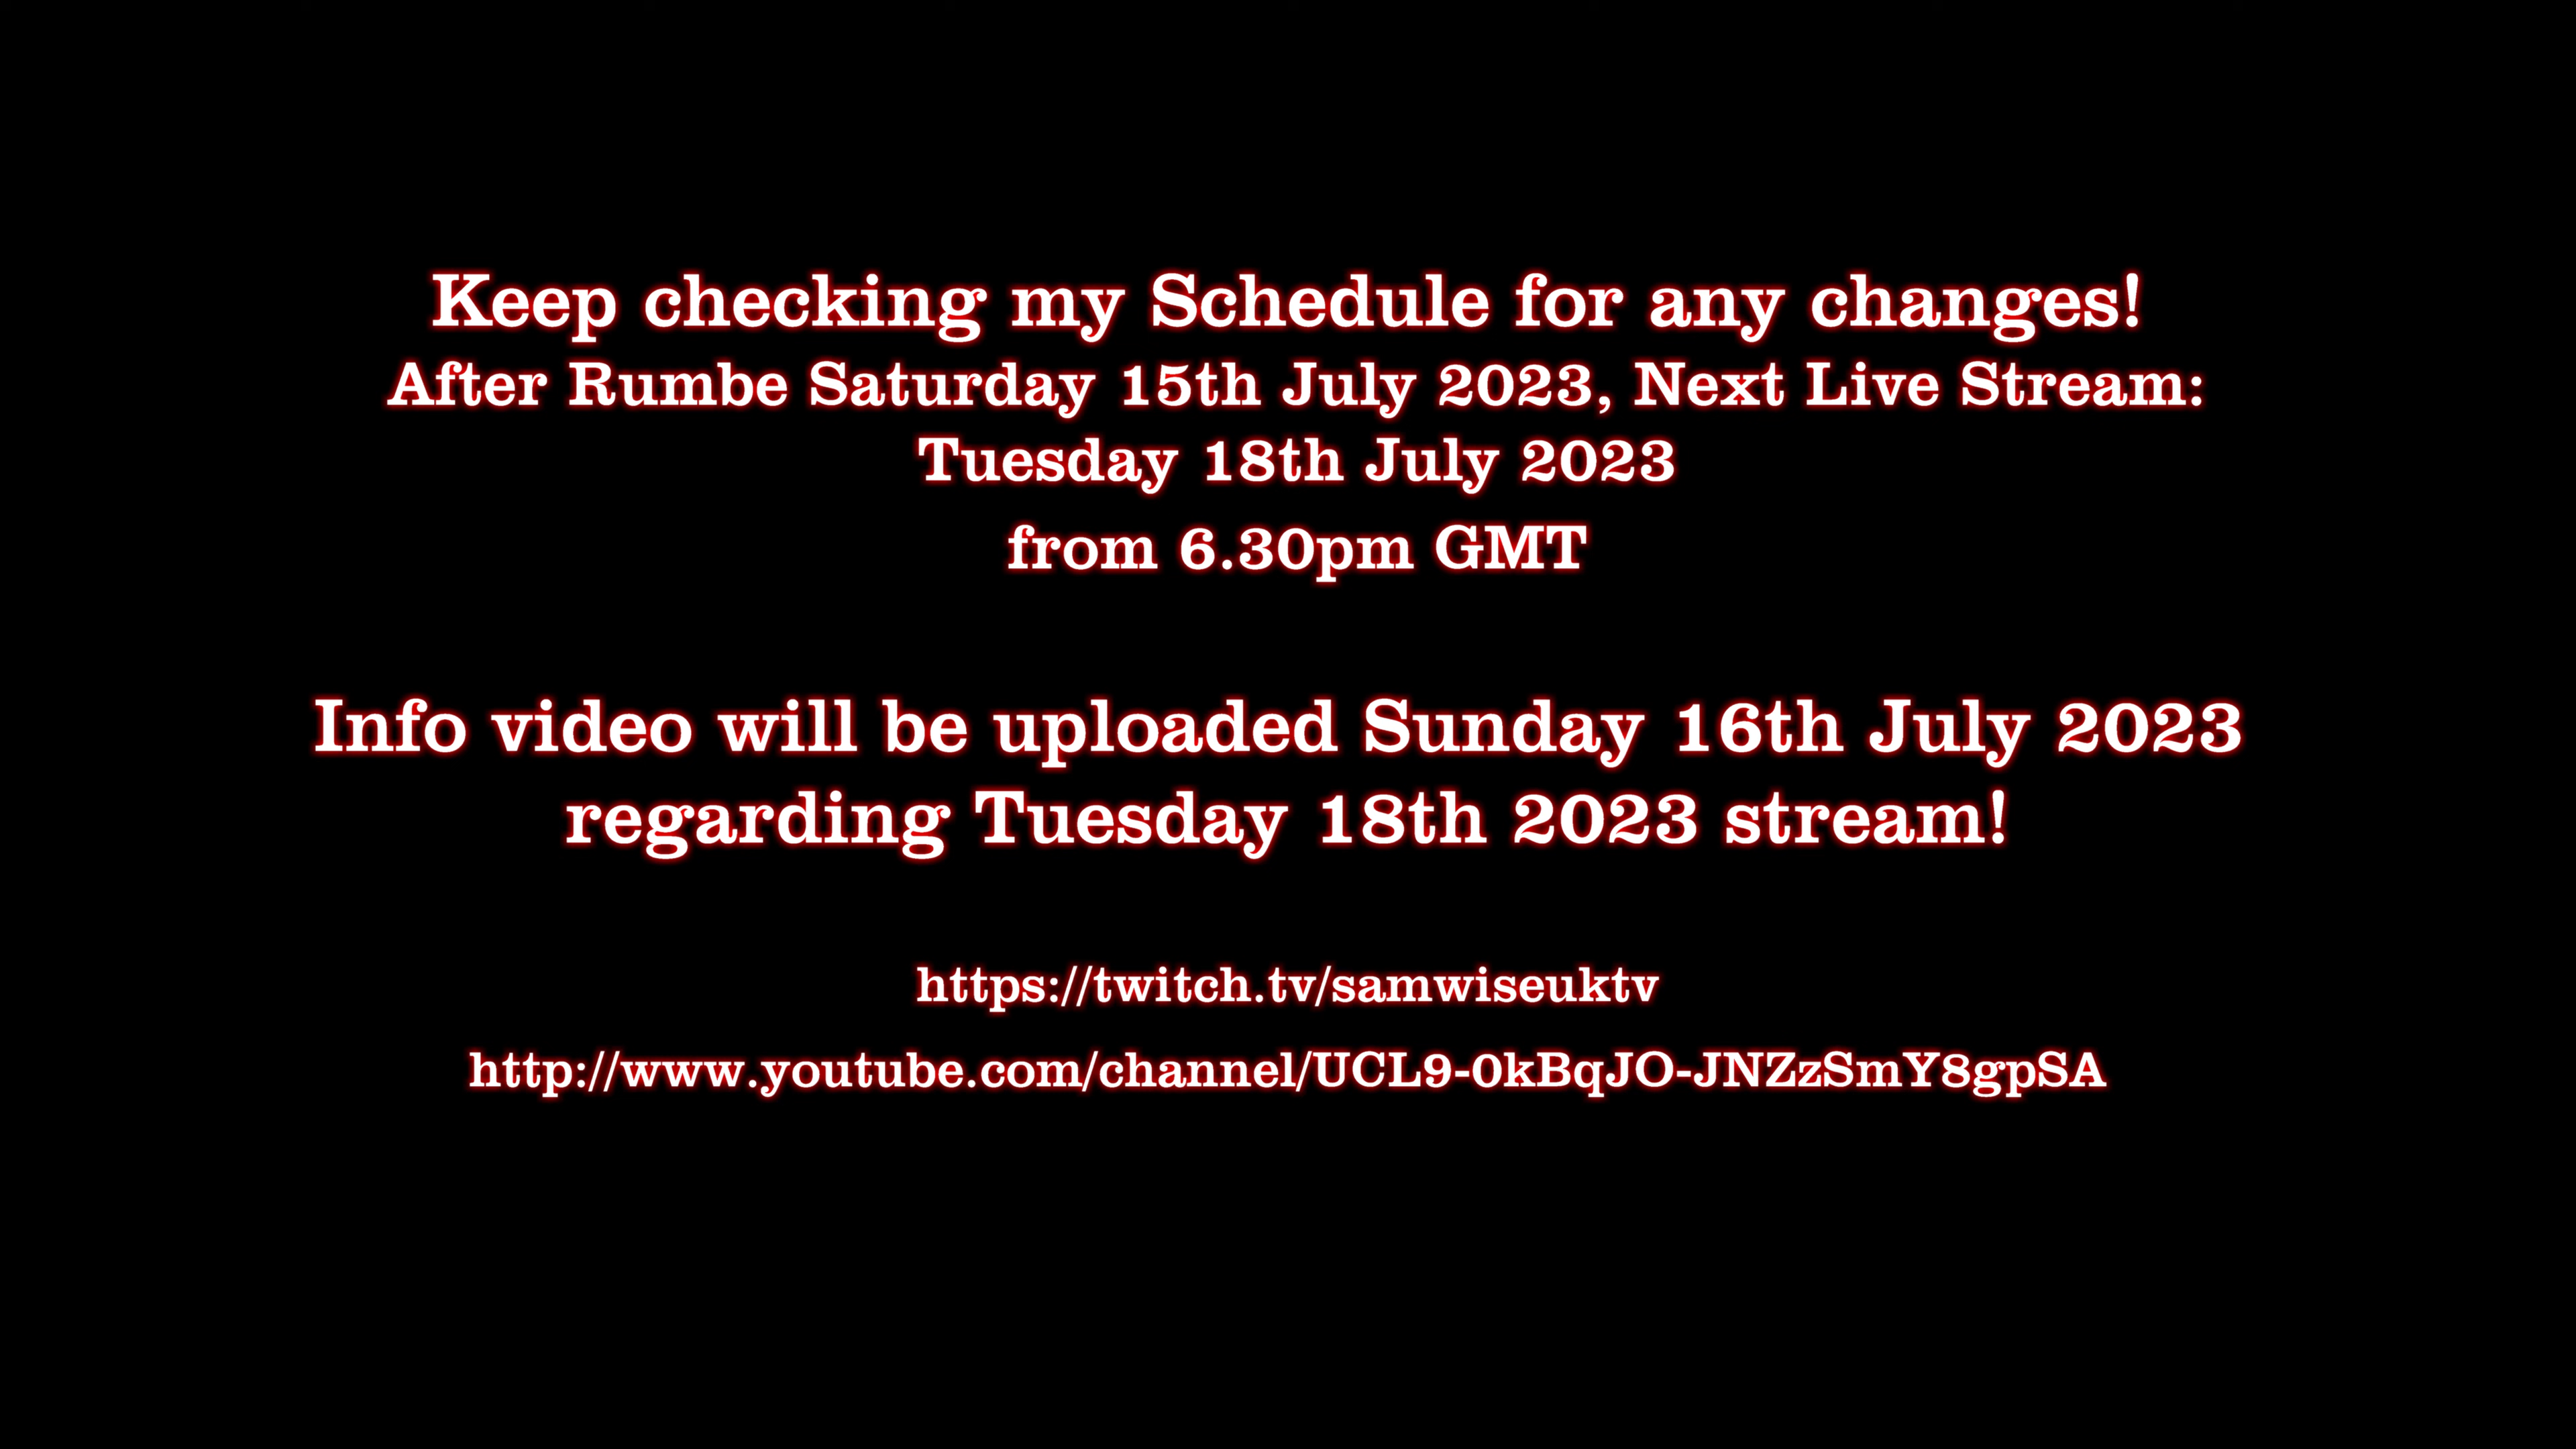 Keep checking my Schedule for any changes!
After Rumbe Saturday 15th July 2023, Next Live Stream:
Tuesday 18th July 2023
from 6.30pm GMT
Info video will be uploaded Sunday 16th July 2023
regarding Tuesday 18th 2023 stream!
https://twitch.tv/samwiseuktv
http://www.youtube.com/channel/UCL9-0kBqJO-JNZzSmY8gpSA